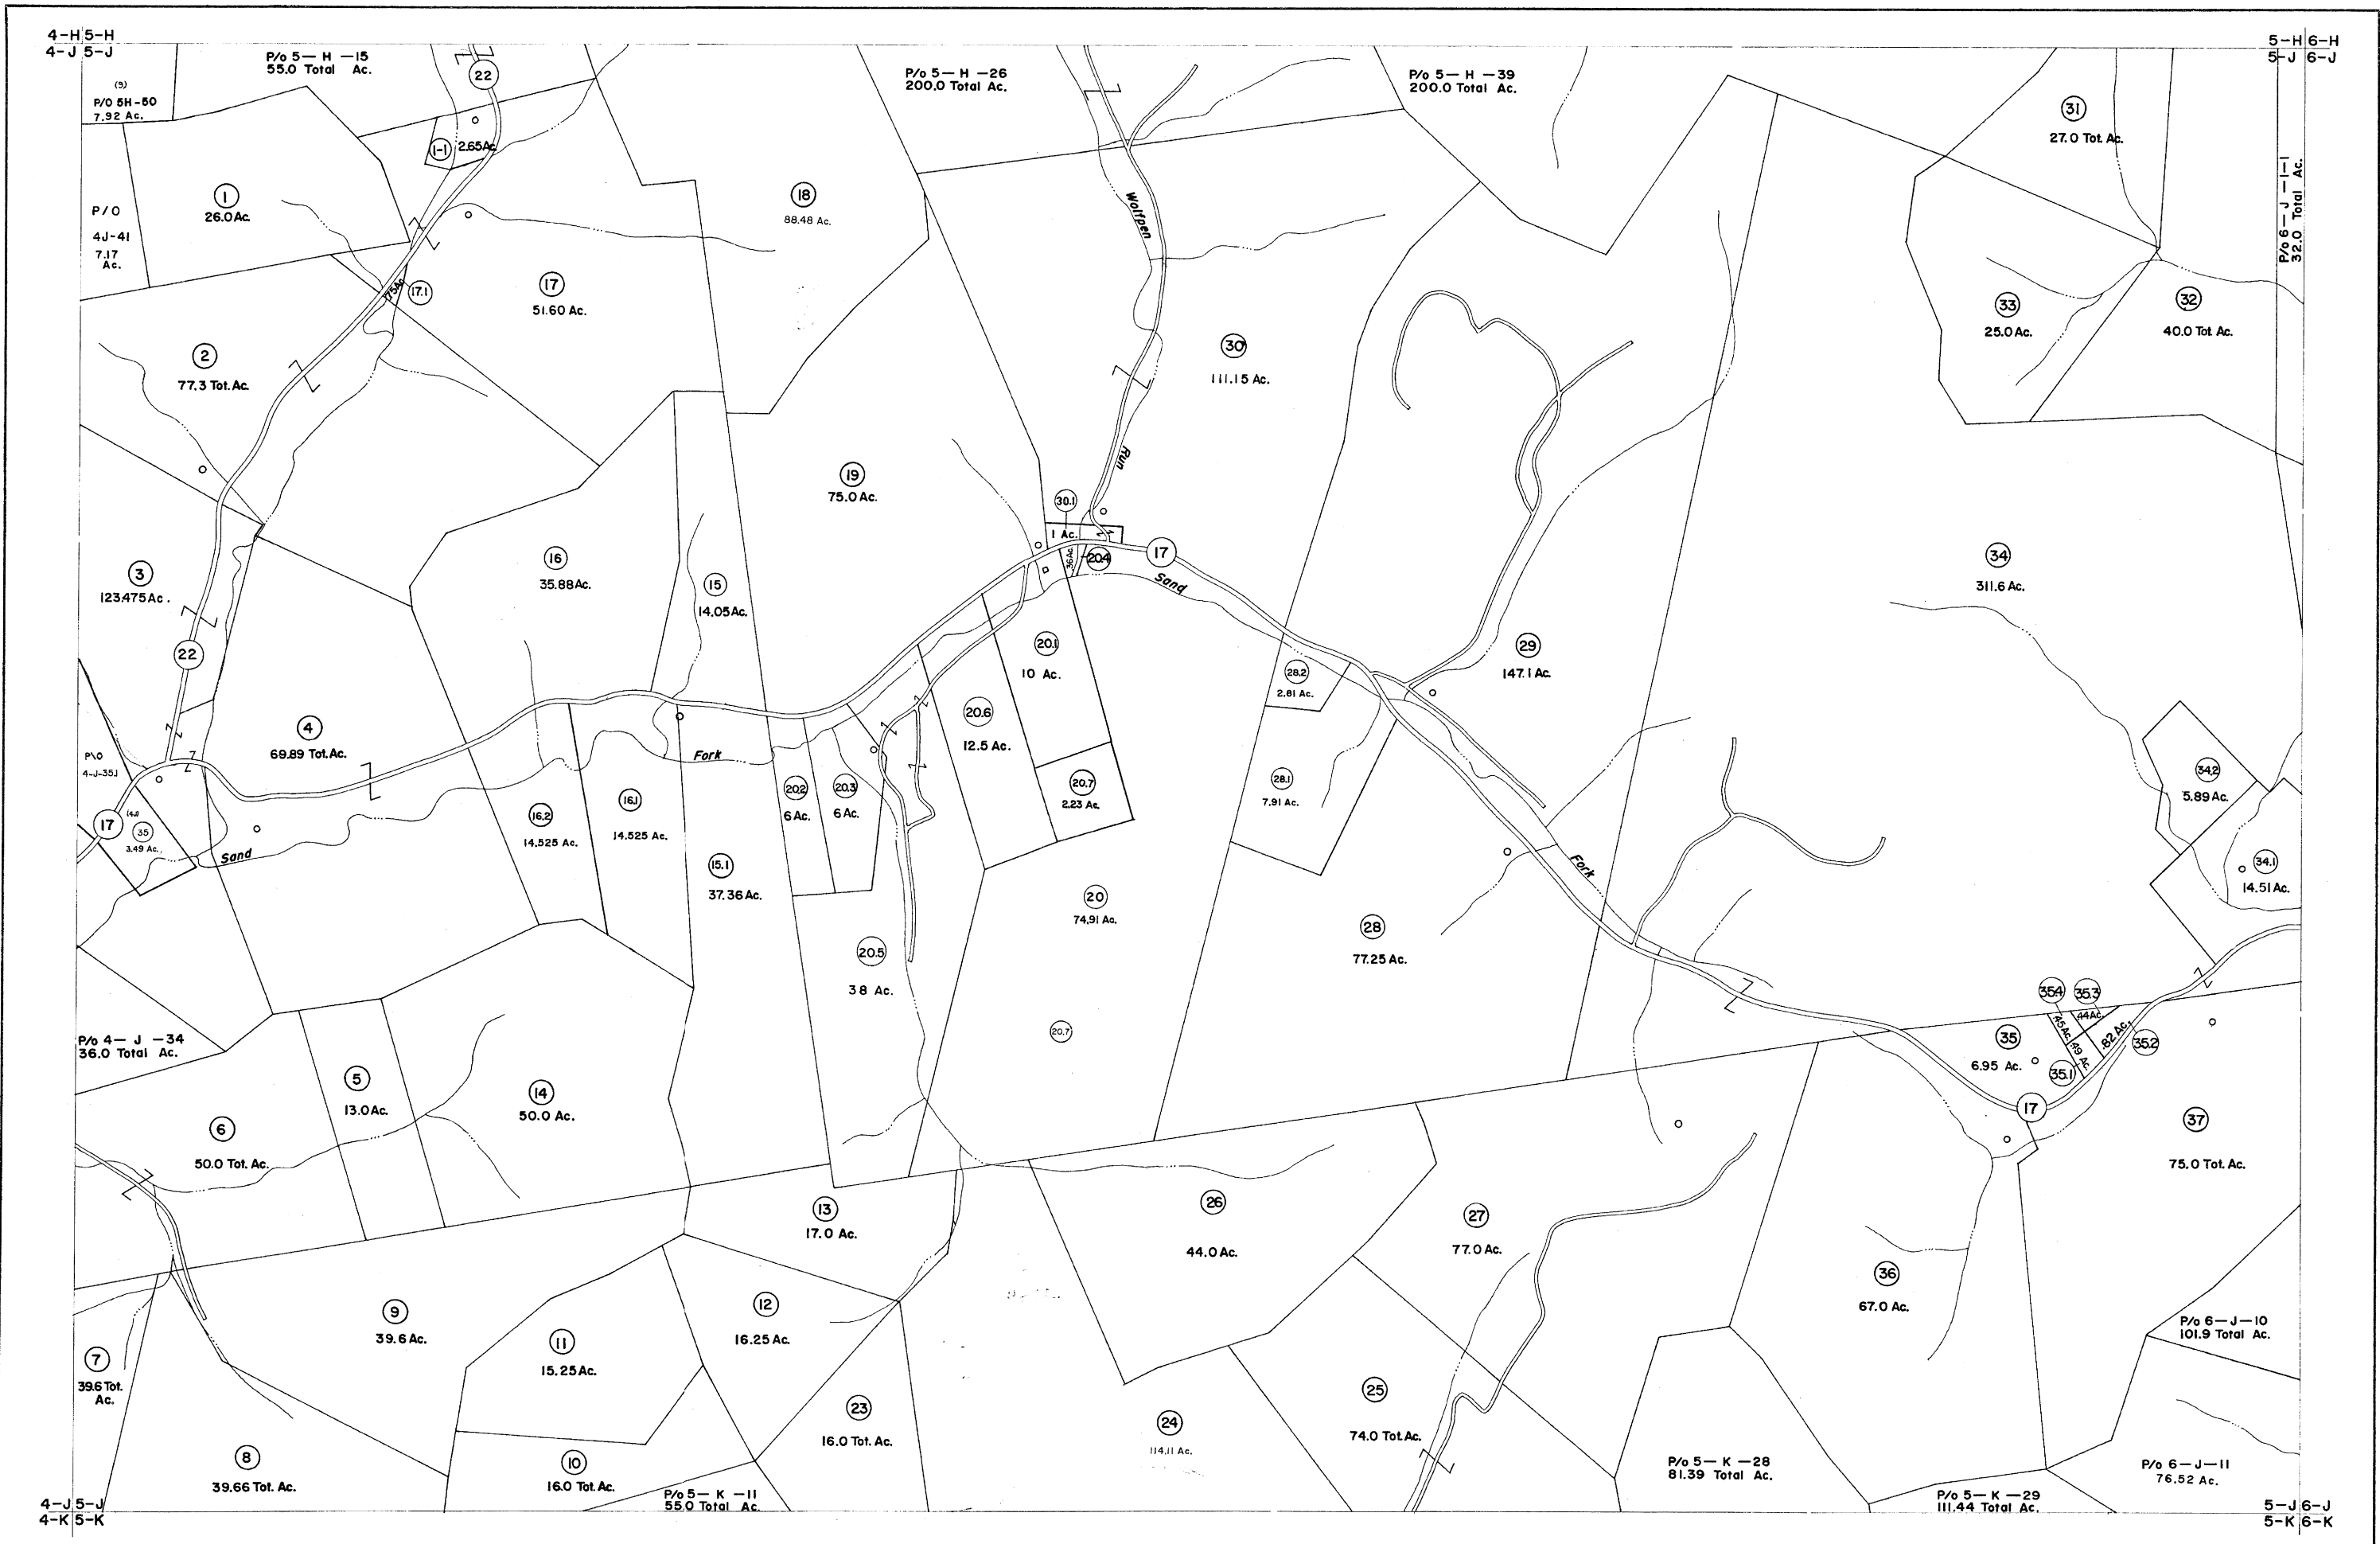 4-H 5-H
4-J 5-J
5-H 6-H
5-J 6-J
(9)
P/O 5H-50
7.92 Ac.
P/o 5—H—15
55.0 Total Ac.
22
P/o 5—H—26
200.0 Total Ac.
P/o 5—H—39
200.0 Total Ac.
31
27.0 Tot. Ac.
P/o 6—J—1-1
32.0 Total Ac.
1-1
2.65 Ac.
1
26.0 Ac.
P/O
4J-41
7.17
Ac.
18
88.48 Ac.
Wolfpen
17
51.60 Ac.
17.1
.75Ac.
33
25.0 Ac.
32
40.0 Tot. Ac.
2
77.3 Tot. Ac.
30
111.15 Ac.
Run
19
75.0 Ac.
30.1
1 Ac.
.36Ac.
20.4
17
Sand
16
35.88 Ac.
15
14.05 Ac.
3
123.475 Ac.
34
311.6 Ac.
22
20.1
10 Ac.
28.2
2.81 Ac.
29
147.1 Ac.
4
69.89 Tot. Ac.
20.6
12.5 Ac.
Fork
P\O
4-J-35.1
20.2
6 Ac.
20.3
6 Ac.
20.7
2.23 Ac.
28.1
7.91 Ac.
34.2
5.89 Ac.
17
35
3.49 Ac.
Sand
16.2
14.525 Ac.
16.1
14.525 Ac.
15.1
37.36 Ac.
Fork
34.1
14.51 Ac.
20
74.91 Ac.
28
77.25 Ac.
20.5
38 Ac.
20.7
35.4
35.3
.45Ac.
.44Ac.
.82 Ac.
35.2
.49 Ac.
35.1
35
6.95 Ac.
17
P/o 4—J—34
36.0 Total Ac.
5
13.0 Ac.
14
50.0 Ac.
6
50.0 Tot. Ac.
37
75.0 Tot. Ac.
13
17.0 Ac.
26
44.0 Ac.
27
77.0 Ac.
36
67.0 Ac.
9
39.6 Ac.
12
16.25 Ac.
11
15.25 Ac.
7
39.6 Tot.
Ac.
P/o 6—J—10
101.9 Total Ac.
25
74.0 Tot. Ac.
23
16.0 Tot. Ac.
24
114.11 Ac.
8
39.66 Tot. Ac.
10
16.0 Tot. Ac.
P/o 5—K—11
55.0 Total Ac.
P/o 5—K—28
81.39 Total Ac.
P/o 5—K—29
111.44 Total Ac.
P/o 6—J—11
76.52 Ac.
4-J 5-J
4-K 5-K
5-J 6-J
5-K 6-K